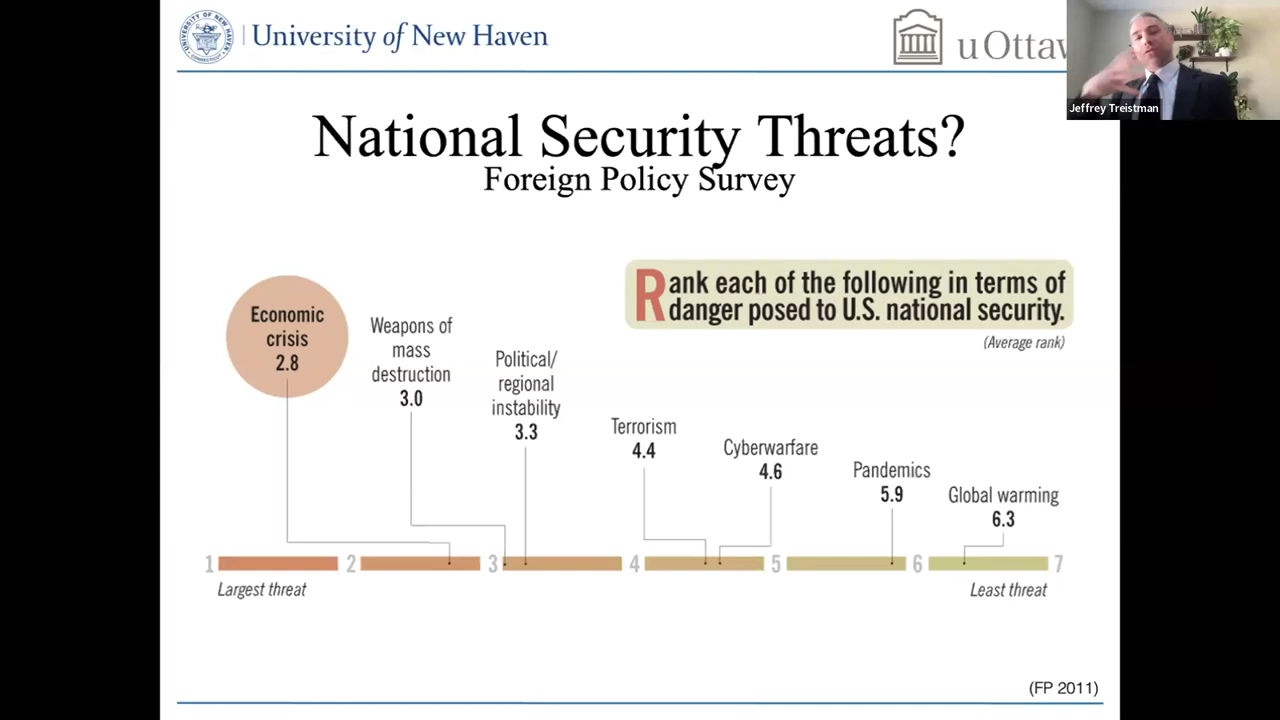 University of New Haven
uOttaw
Jeffrey Treistman
National Security Threats?
Foreign Policy Survey
Rank each of the following in terms of
danger posed to U.S. national security.
(Average rank)
Economic
crisis
2.8
Weapons of
mass
destruction
3.0
Political/
regional
instability
3.3
Terrorism
4.4
Cyberwarfare
4.6
Pandemics
5.9
Global warming
6.3
1 2 3 4 5 6 7
Largest threat
Least threat
(FP 2011)